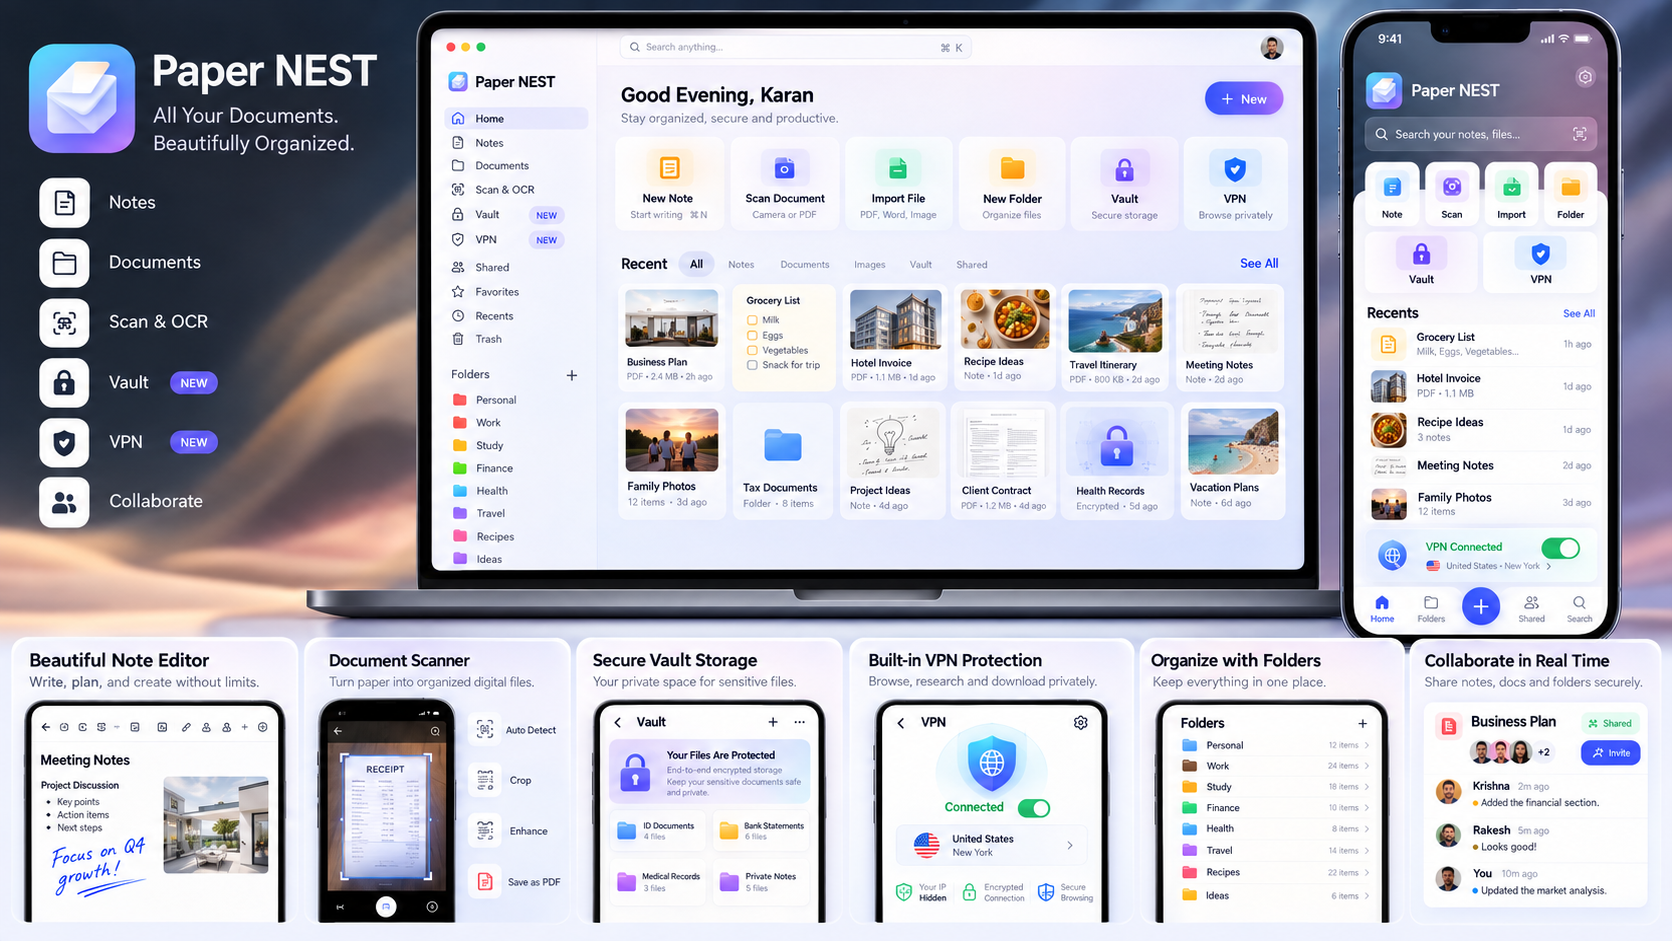 Paper NEST
All Your Documents.
Beautifully Organized.
Notes
Documents
Scan & OCR
Vault NEW
VPN NEW
Collaborate
Search anything... ⌘ K
Paper NEST
Home
Notes
Documents
Scan & OCR
Vault NEW
VPN NEW
Shared
Favorites
Recents
Trash
Folders +
Personal
Work
Study
Finance
Health
Travel
Recipes
Ideas
Good Evening, Karan
Stay organized, secure and productive.
+ New
New Note
Start writing ⌘ N
Scan Document
Camera or PDF
Import File
PDF, Word, Image
New Folder
Organize files
Vault
Secure storage
VPN
Browse privately
Recent All Notes Documents Images Vault Shared See All
Business Plan
PDF • 2.4 MB • 2h ago
Grocery List
Milk
Eggs
Vegetables
Snack for trip
Hotel Invoice
PDF • 1.1 MB • 1d ago
Recipe Ideas
Note • 1d ago
Travel Itinerary
PDF • 800 KB • 2d ago
Meeting Notes
Note • 2d ago
Family Photos
12 items • 3d ago
Tax Documents
Folder • 8 items
Project Ideas
Note • 4d ago
Client Contract
PDF • 1.2 MB • 4d ago
Health Records
Encrypted • 5d ago
Vacation Plans
Note • 6d ago
9:41
Paper NEST
Search your notes, files...
Note
Scan
Import
Folder
Vault
VPN
Recents See All
Grocery List
Milk, Eggs, Vegetables... 1h ago
Hotel Invoice
PDF • 1.1 MB 1d ago
Recipe Ideas
3 notes 1d ago
Meeting Notes 2d ago
Family Photos
12 items 3d ago
VPN Connected
United States • New York >
Home
Folders
+
Shared
Search
Beautiful Note Editor
Write, plan, and create without limits.
Meeting Notes
Project Discussion
• Key points
• Action items
• Next steps
Focus on Q4
growth!
Document Scanner
Turn paper into organized digital files.
RECEIPT
Auto Detect
Crop
Enhance
Save as PDF
Secure Vault Storage
Your private space for sensitive files.
Vault + ...
Your Files Are Protected
End-to-end encrypted storage
Keep your sensitive documents safe
and private.
ID Documents
4 files
Bank Statements
6 files
Medical Records
3 files
Private Notes
5 files
Built-in VPN Protection
Browse, research and download privately.
VPN
Connected
United States
New York
Your IP
Hidden
Encrypted
Connection
Secure
Browsing
Organize with Folders
Keep everything in one place.
Folders +
Personal 12 items >
Work 24 items >
Study 18 items >
Finance 10 items >
Health 8 items >
Travel 14 items >
Recipes 22 items >
Ideas 6 items >
Collaborate in Real Time
Share notes, docs and folders securely.
Business Plan Shared
+2 Invite
Krishna 2m ago
Added the financial section.
Rakesh 5m ago
Looks good!
You 10m ago
Updated the market analysis.